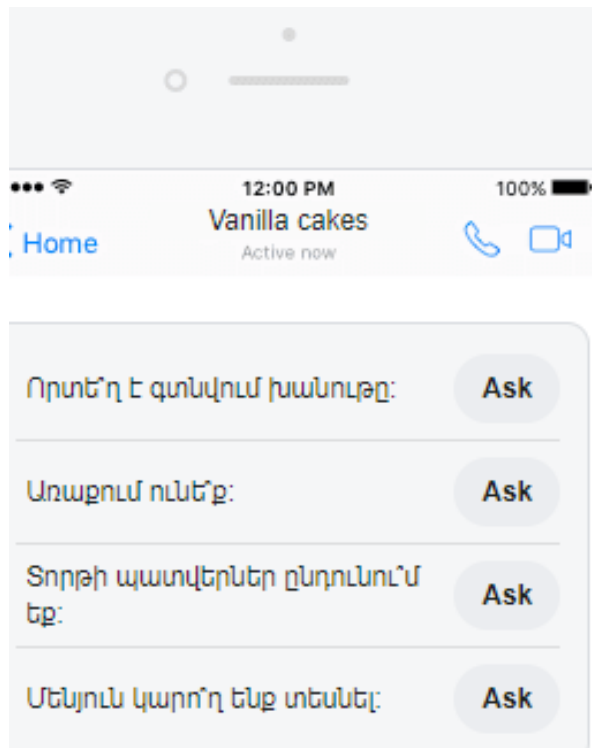 12:00 PM
100%
Vanilla cakes
Home
Active now
Որտե՞ղ է գտնվում խանութը:
Ask
Առաքում ունե՞ք:
Ask
Տորթի պատվերներ ընդունու՞մ
եք:
Ask
Մենյուն կարո՞ղ ենք տեսնել:
Ask